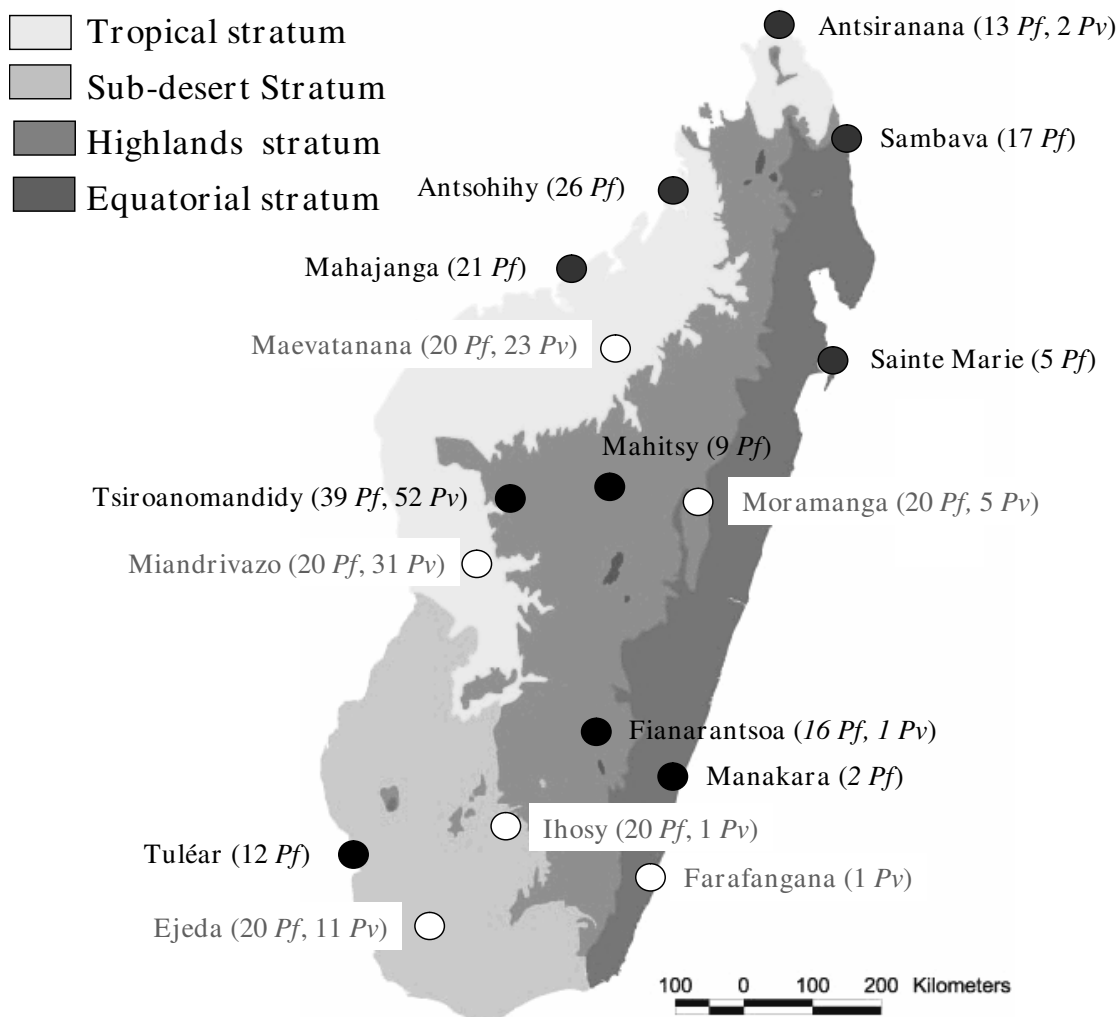 Tropical stratum
Sub-desert Stratum
Highlands stratum
Equatorial stratum
Antsiranana (13 Pf, 2 Pv)
Sambava (17 Pf)
Antsohihy (26 Pf)
Mahajanga (21 Pf)
Maevatanana (20 Pf, 23 Pv)
Sainte Marie (5 Pf)
Mahitsy (9 Pf)
Tsiroanomandidy (39 Pf, 52 Pv)
Moramanga (20 Pf, 5 Pv)
Miandrivazo (20 Pf, 31 Pv)
Fianarantsoa (16 Pf, 1 Pv)
Manakara (2 Pf)
Ihosy (20 Pf, 1 Pv)
Tuléar (12 Pf)
Farafangana (1 Pv)
Ejeda (20 Pf, 11 Pv)
100 0 100 200 Kilometers